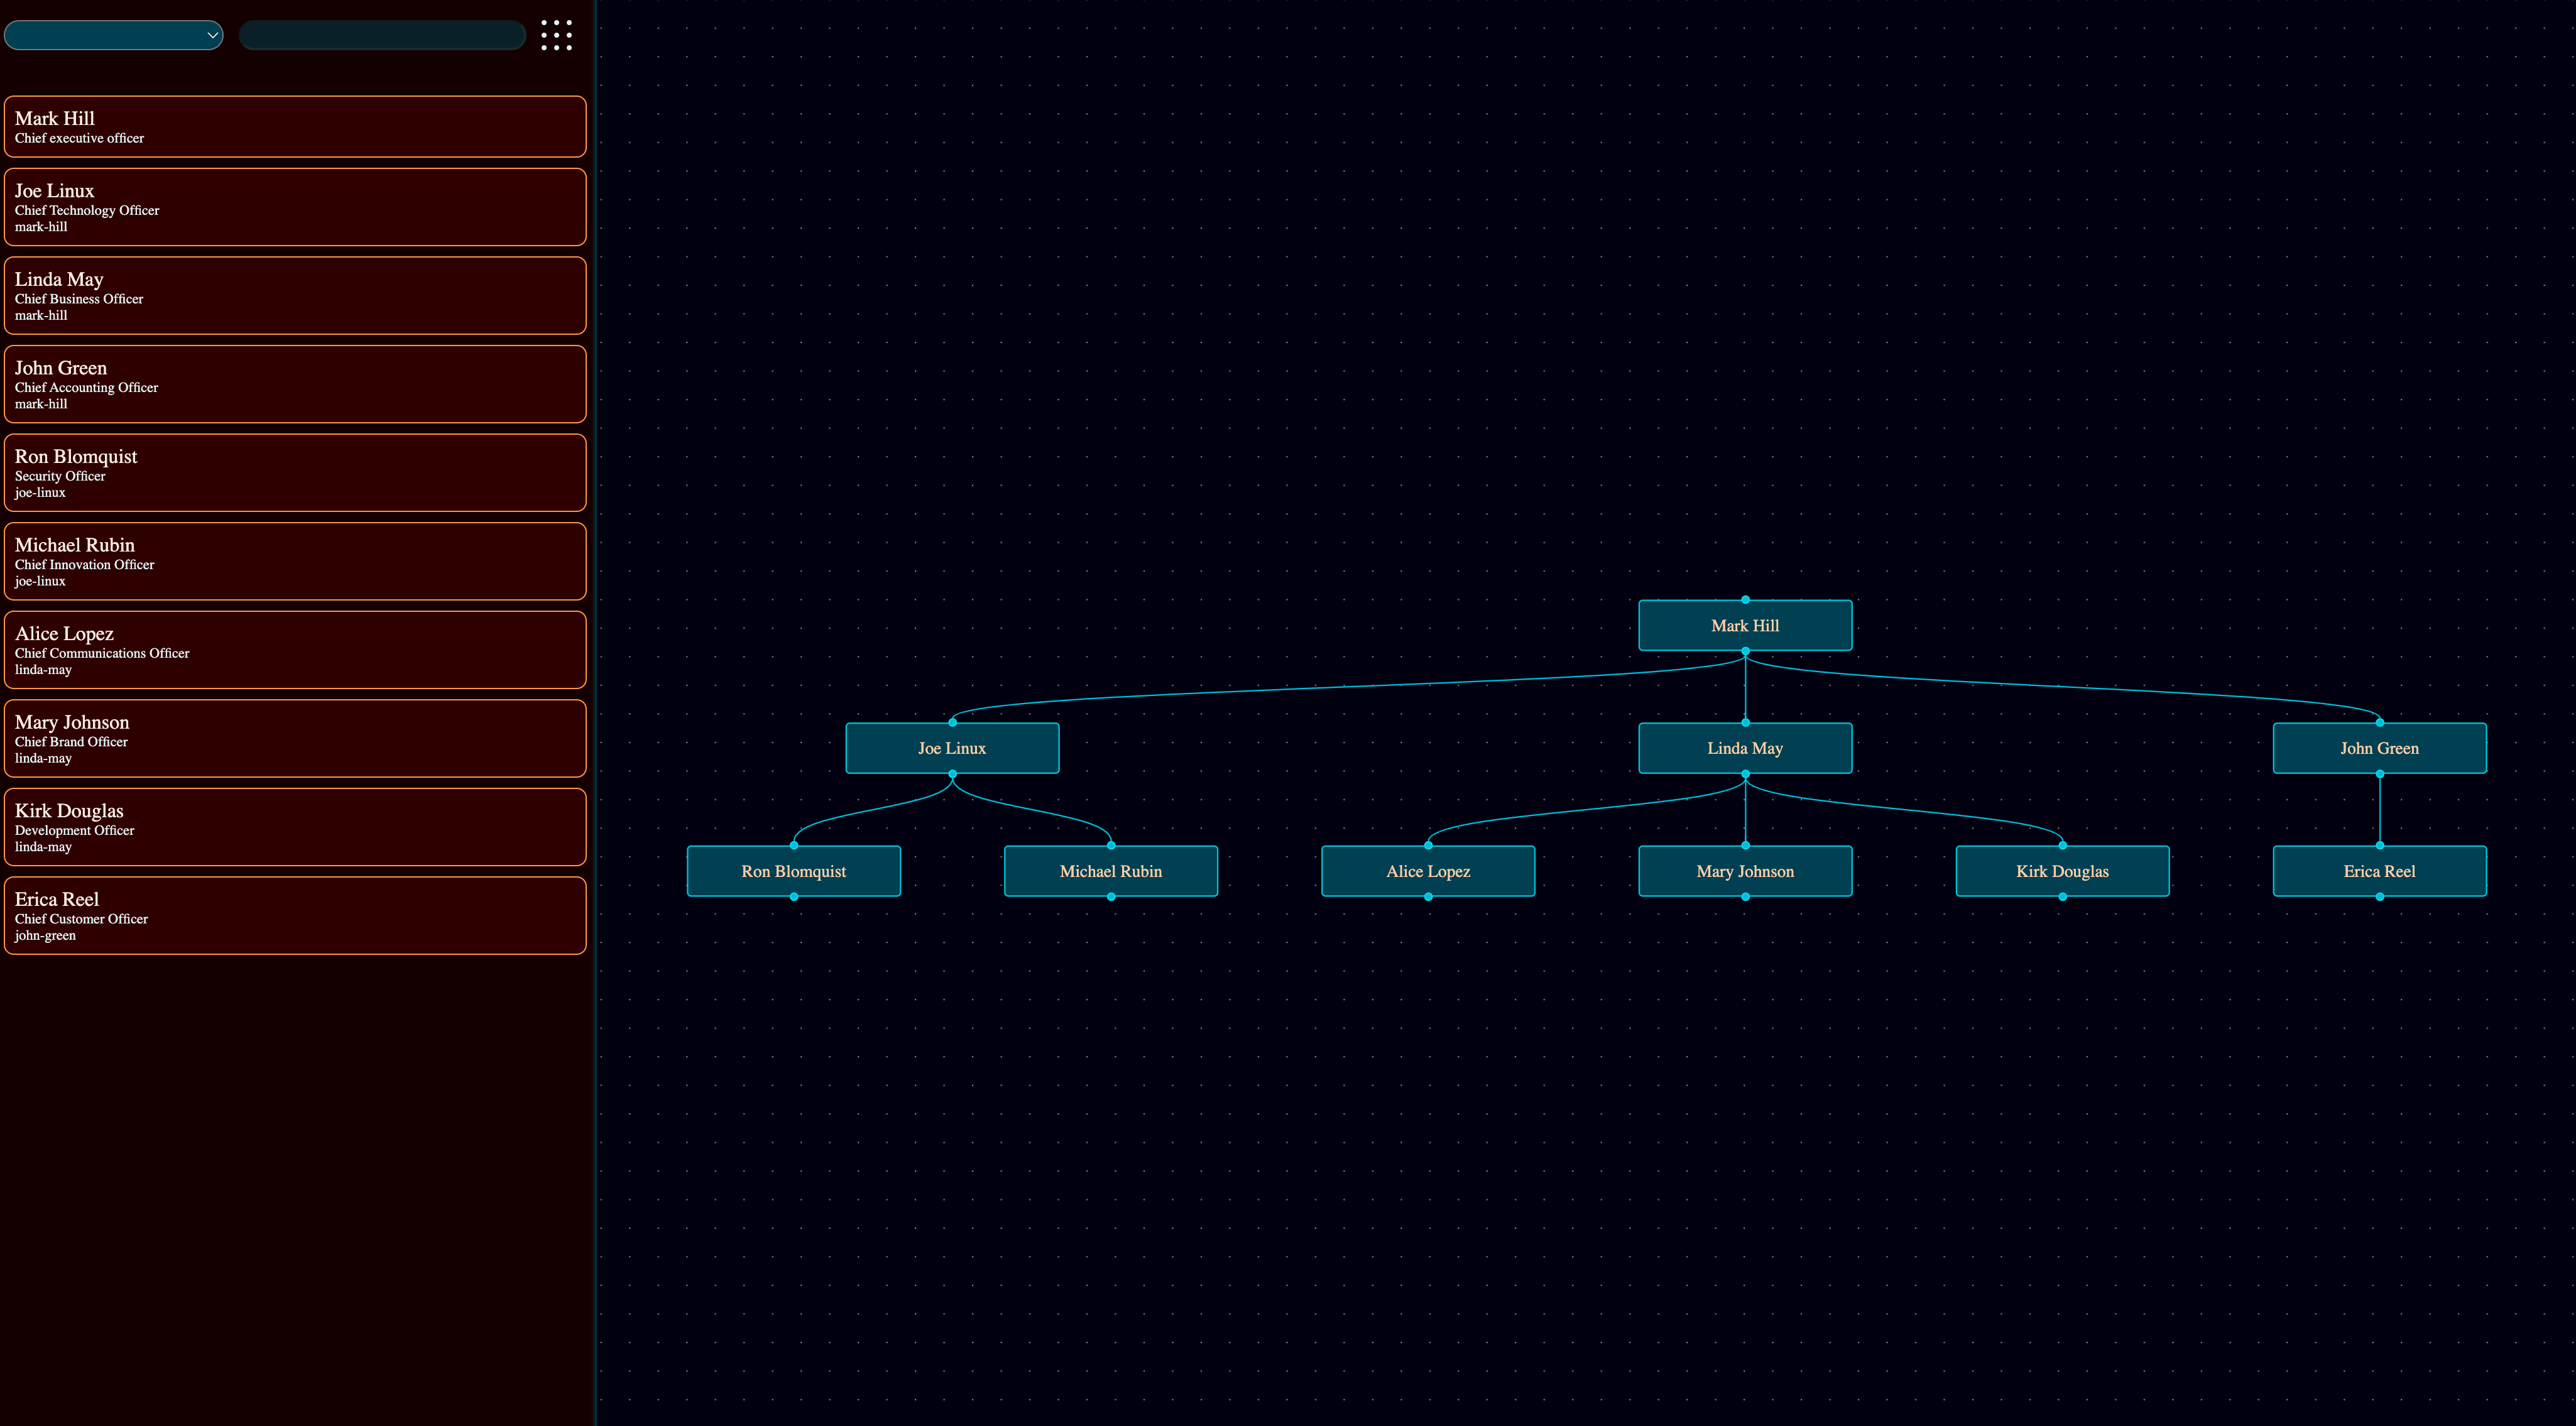 Mark Hill
Chief executive officer
Joe Linux
Chief Technology Officer
mark-hill
Linda May
Chief Business Officer
mark-hill
John Green
Chief Accounting Officer
mark-hill
Ron Blomquist
Security Officer
joe-linux
Michael Rubin
Chief Innovation Officer
joe-linux
Alice Lopez
Chief Communications Officer
linda-may
Mary Johnson
Chief Brand Officer
linda-may
Kirk Douglas
Development Officer
linda-may
Erica Reel
Chief Customer Officer
john-green
Mark Hill
Joe Linux
Linda May
John Green
Ron Blomquist
Michael Rubin
Alice Lopez
Mary Johnson
Kirk Douglas
Erica Reel